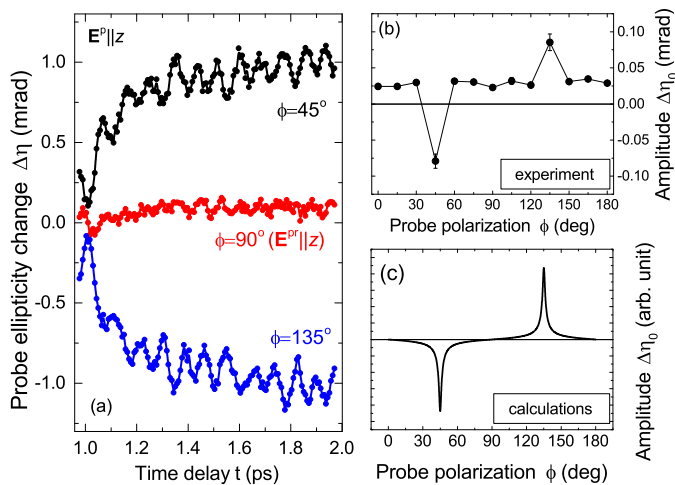 E^p||z
ϕ=45°
ϕ=90° (E^pr||z)
ϕ=135°
(a)
1.0
0.5
0.0
-0.5
-1.0
Probe ellipticity change Δη (mrad)
1.0 1.2 1.4 1.6 1.8 2.0
Time delay t (ps)
(b)
experiment
0.10
0.05
0.00
-0.05
-0.10
Amplitude Δη₀ (mrad)
0 30 60 90 120 150 180
Probe polarization ϕ (deg)
(c)
calculations
Amplitude Δη₀ (arb. unit)
0 30 60 90 120 150 180
Probe polarization ϕ (deg)